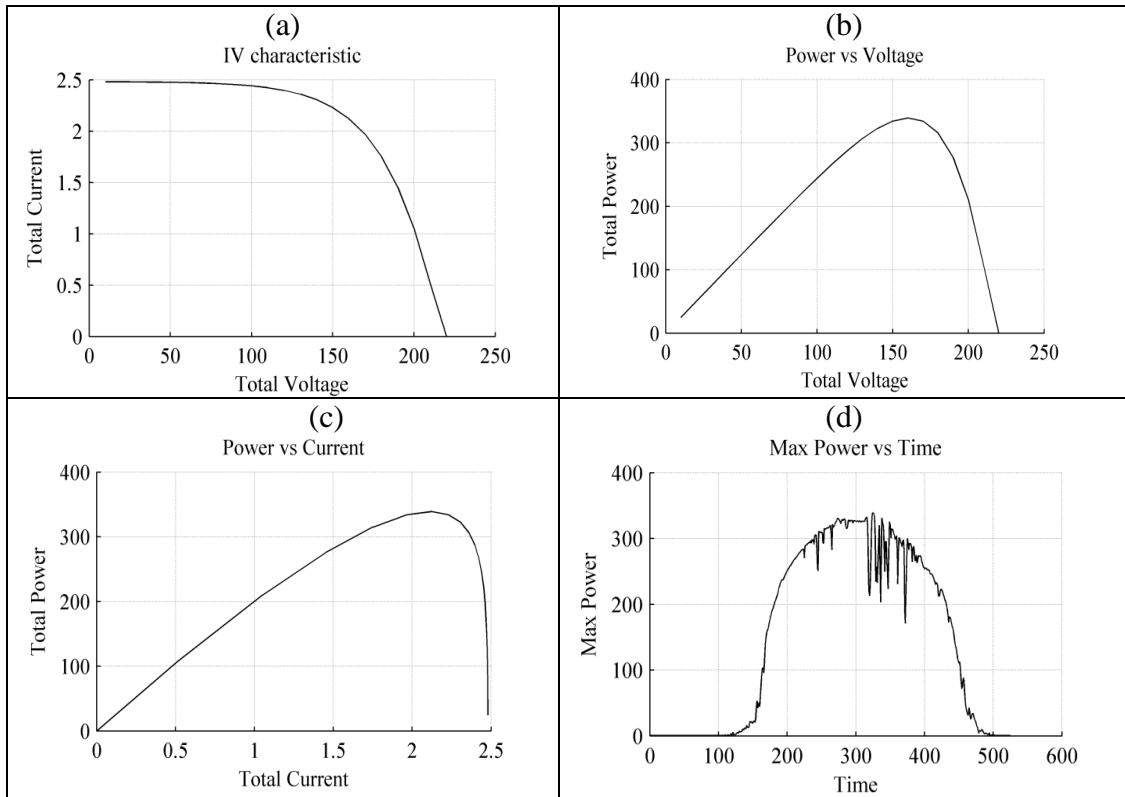 (a)
IV characteristic
2.5
2
1.5
1
0.5
0
Total Current
0 50 100 150 200 250
Total Voltage
(b)
Power vs Voltage
400
300
200
100
0
Total Power
0 50 100 150 200 250
Total Voltage
(c)
Power vs Current
400
300
200
100
0
Total Power
0 0.5 1 1.5 2 2.5
Total Current
(d)
Max Power vs Time
400
300
200
100
0
Max Power
0 100 200 300 400 500 600
Time